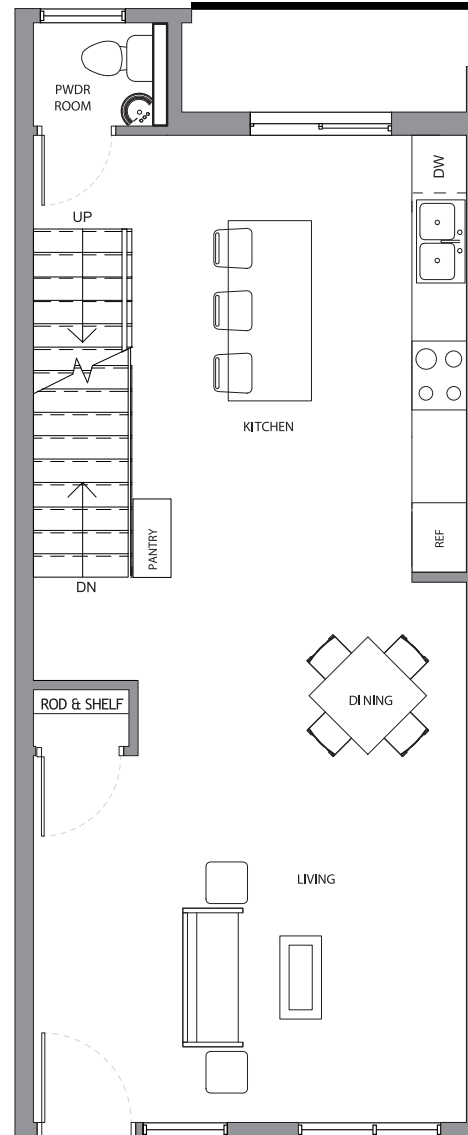 PWDR
ROOM
DW
UP
KITCHEN
PANTRY
REF
DN
DINING
ROD & SHELF
LIVING